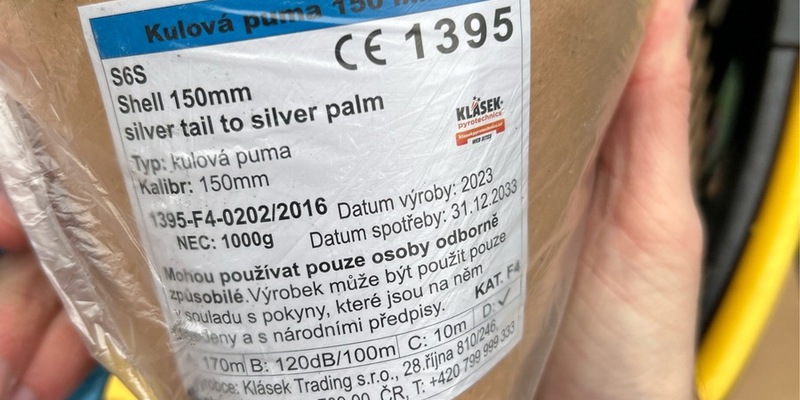 Kulová puma 150
CE 1395
S6S
Shell 150mm
silver tail to silver palm
KLÁSEK
pyrotechnics
Typ: kulová puma
Kalibr: 150mm
1395-F4-0202/2016 Datum výroby: 2023
NEC: 1000g Datum spotřeby: 31.12.2033
Mohou používat pouze osoby odborně
způsobilé. Výrobek může být použit pouze
v souladu s pokyny, které jsou na něm
a s národními předpisy. KAT. F4
170m B: 120dB/100m C: 10m D: ✓
Klásek Trading s.r.o., 28.října 810/246,
ČR, T: +420 799 999 333